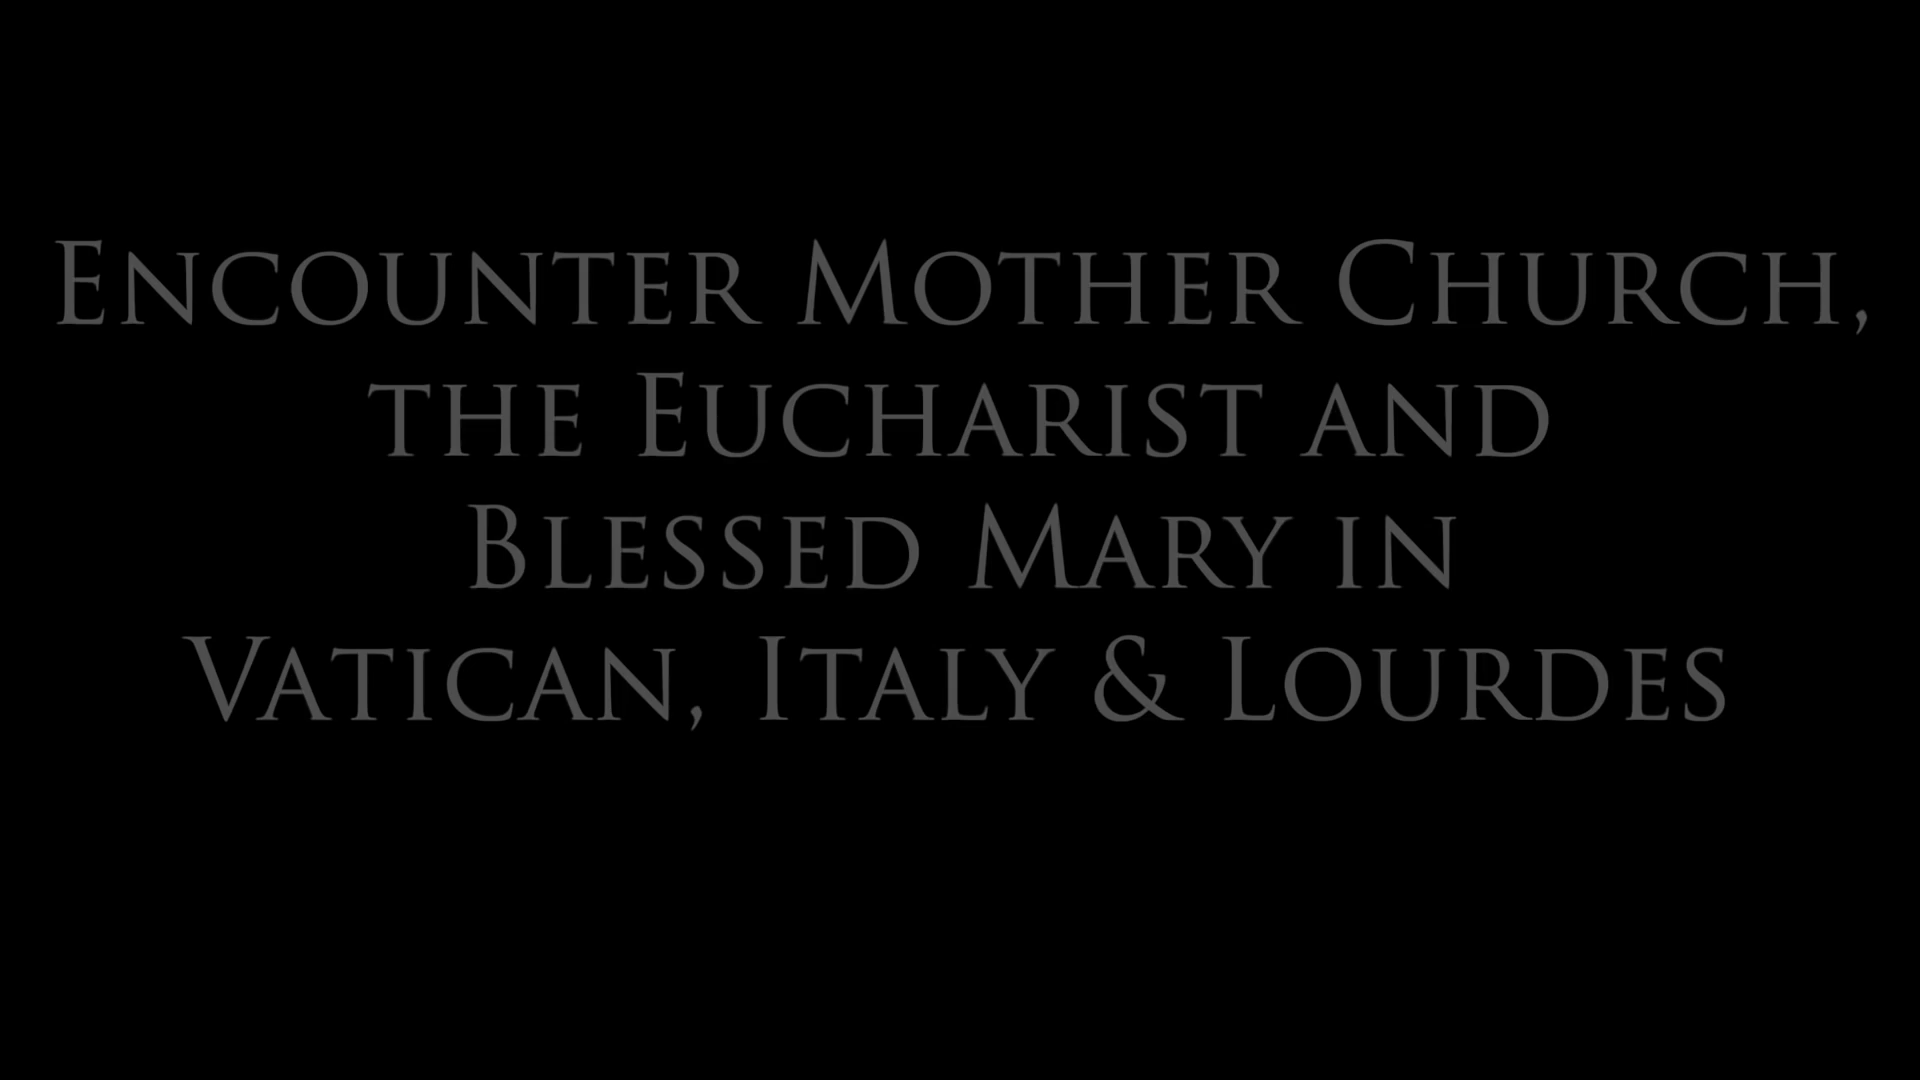 Encounter Mother Church,
the Eucharist and
Blessed Mary in
Vatican, Italy & Lourdes